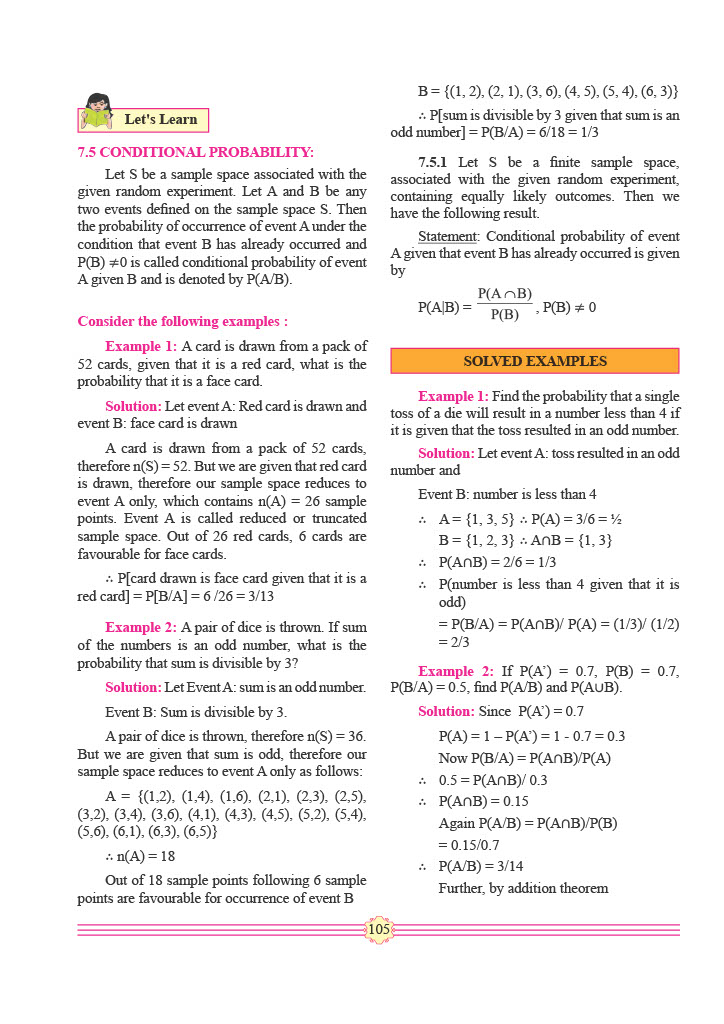 Let's Learn
7.5 CONDITIONAL PROBABILITY:
Let S be a sample space associated with the
given random experiment. Let A and B be any
two events defined on the sample space S. Then
the probability of occurrence of event A under the
condition that event B has already occurred and
P(B) ≠0 is called conditional probability of event
A given B and is denoted by P(A/B).
Consider the following examples :
Example 1: A card is drawn from a pack of
52 cards, given that it is a red card, what is the
probability that it is a face card.
Solution: Let event A: Red card is drawn and
event B: face card is drawn
A card is drawn from a pack of 52 cards,
therefore n(S) = 52. But we are given that red card
is drawn, therefore our sample space reduces to
event A only, which contains n(A) = 26 sample
points. Event A is called reduced or truncated
sample space. Out of 26 red cards, 6 cards are
favourable for face cards.
∴ P[card drawn is face card given that it is a
red card] = P[B/A] = 6 /26 = 3/13
Example 2: A pair of dice is thrown. If sum
of the numbers is an odd number, what is the
probability that sum is divisible by 3?
Solution: Let Event A: sum is an odd number.
Event B: Sum is divisible by 3.
A pair of dice is thrown, therefore n(S) = 36.
But we are given that sum is odd, therefore our
sample space reduces to event A only as follows:
A = {(1,2), (1,4), (1,6), (2,1), (2,3), (2,5),
(3,2), (3,4), (3,6), (4,1), (4,3), (4,5), (5,2), (5,4),
(5,6), (6,1), (6,3), (6,5)}
∴ n(A) = 18
Out of 18 sample points following 6 sample
points are favourable for occurrence of event B
B = {(1, 2), (2, 1), (3, 6), (4, 5), (5, 4), (6, 3)}
∴ P[sum is divisible by 3 given that sum is an
odd number] = P(B/A) = 6/18 = 1/3
7.5.1 Let S be a finite sample space,
associated with the given random experiment,
containing equally likely outcomes. Then we
have the following result.
Statement: Conditional probability of event
A given that event B has already occurred is given
by
P(A|B) = P(A∩B)/P(B) , P(B) ≠ 0
SOLVED EXAMPLES
Example 1: Find the probability that a single
toss of a die will result in a number less than 4 if
it is given that the toss resulted in an odd number.
Solution: Let event A: toss resulted in an odd
number and
Event B: number is less than 4
∴ A = {1, 3, 5} ∴ P(A) = 3/6 = ½
B = {1, 2, 3} ∴ A∩B = {1, 3}
∴ P(A∩B) = 2/6 = 1/3
∴ P(number is less than 4 given that it is
odd)
= P(B/A) = P(A∩B)/ P(A) = (1/3)/ (1/2)
= 2/3
Example 2: If P(A’) = 0.7, P(B) = 0.7,
P(B/A) = 0.5, find P(A/B) and P(A∪B).
Solution: Since P(A’) = 0.7
P(A) = 1 – P(A’) = 1 - 0.7 = 0.3
Now P(B/A) = P(A∩B)/P(A)
∴ 0.5 = P(A∩B)/ 0.3
∴ P(A∩B) = 0.15
Again P(A/B) = P(A∩B)/P(B)
= 0.15/0.7
∴ P(A/B) = 3/14
Further, by addition theorem
105